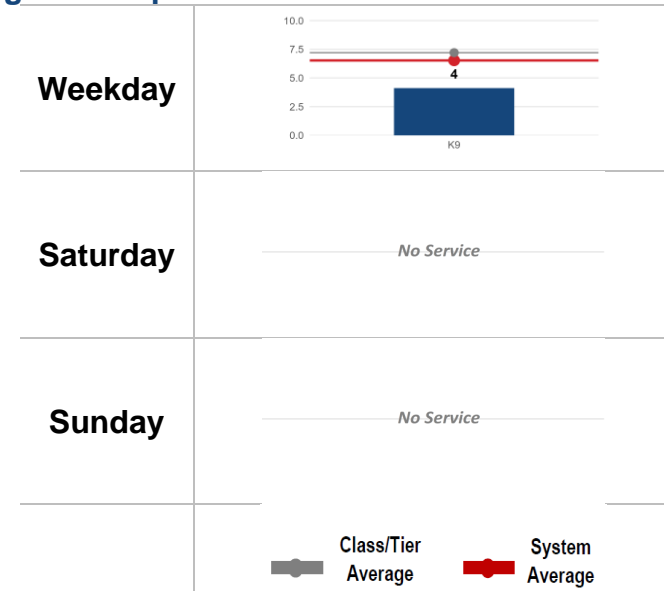 10.0
7.5
5.0
2.5
0.0
4
K9
Weekday
Saturday
No Service
Sunday
No Service
Class/Tier
Average
System
Average